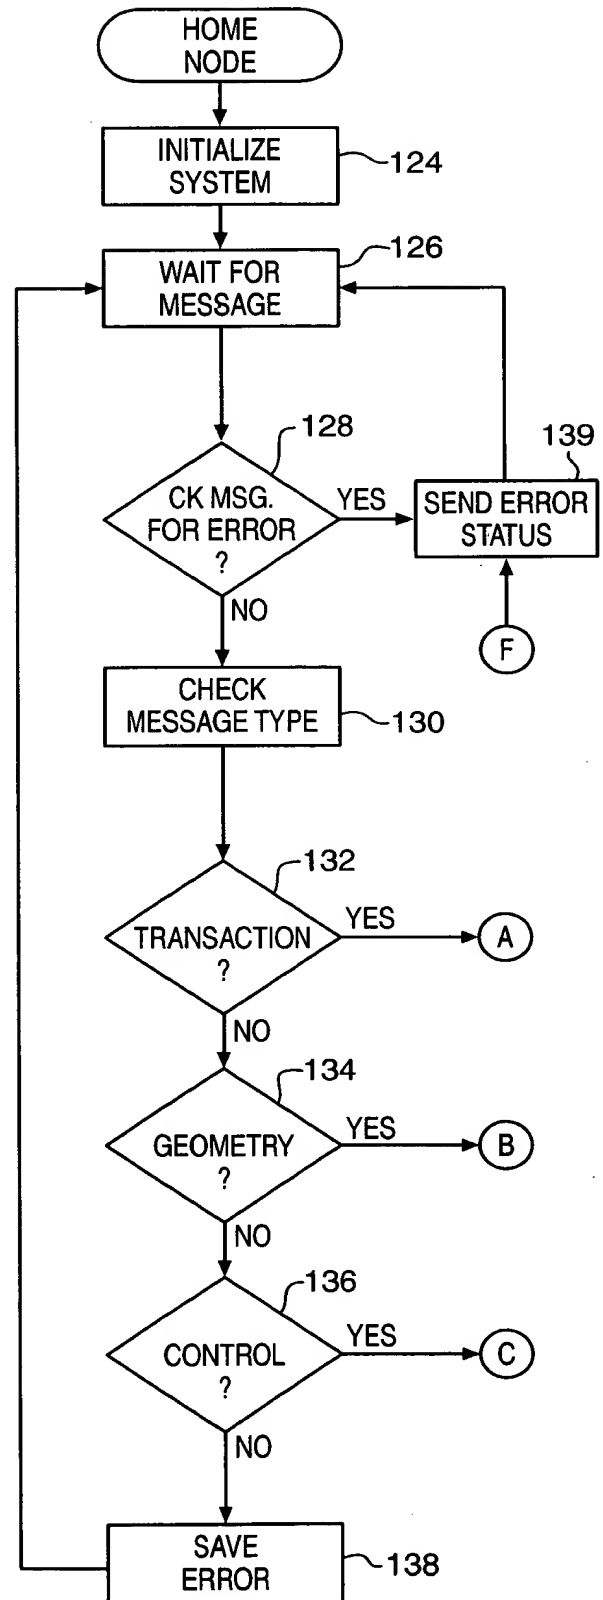 HOME
NODE
INITIALIZE
SYSTEM
124
WAIT FOR
MESSAGE
126
CK MSG.
FOR ERROR
?
128
YES
139
SEND ERROR
STATUS
NO
F
CHECK
MESSAGE TYPE
130
132
TRANSACTION
?
YES
A
NO
134
GEOMETRY
?
YES
B
NO
136
CONTROL
?
YES
C
NO
SAVE
ERROR
138